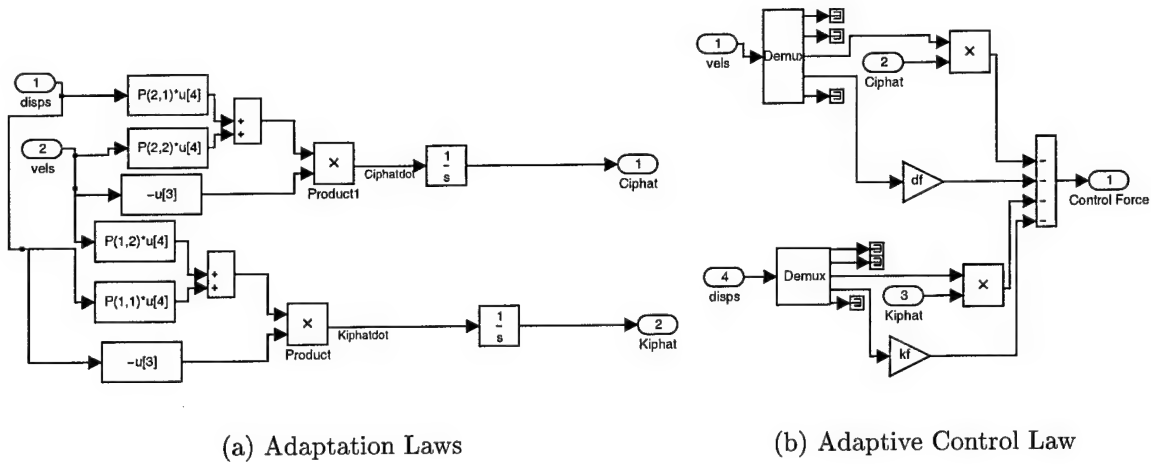 1
disps
P(2,1)*u[4]
+
+
2
vels
P(2,2)*u[4]
-u[3]
×
Product1
Ciphatdot
1
s
1
Ciphat
P(1,2)*u[4]
+
+
P(1,1)*u[4]
-u[3]
×
Product
Kiphatdot
1
s
2
Kiphat
(a) Adaptation Laws
1
vels
Demux
2
Ciphat
×
df
-
-
-
-
1
Control Force
4
disps
Demux
3
Kiphat
×
kf
(b) Adaptive Control Law